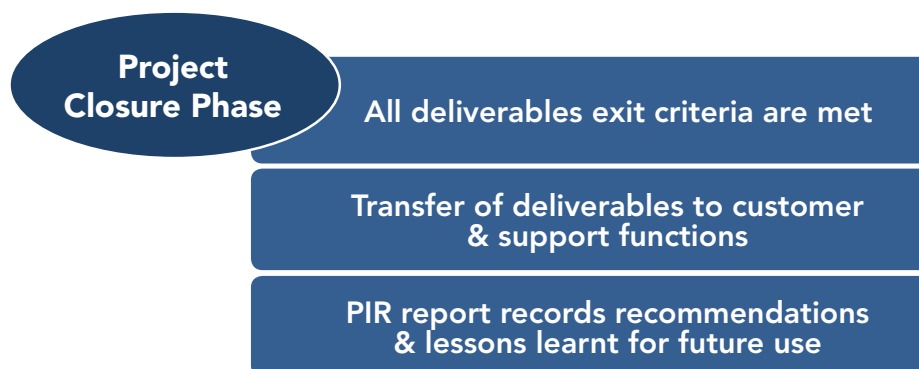 Project
Closure Phase
All deliverables exit criteria are met
Transfer of deliverables to customer
& support functions
PIR report records recommendations
& lessons learnt for future use